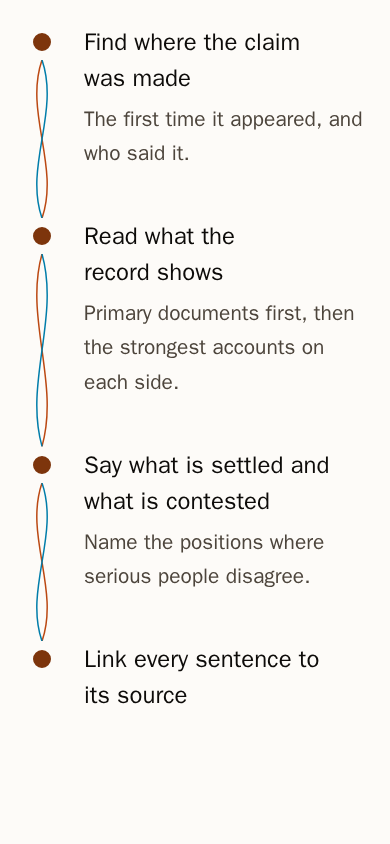 Find where the claim
was made
The first time it appeared, and
who said it.
Read what the
record shows
Primary documents first, then
the strongest accounts on
each side.
Say what is settled and
what is contested
Name the positions where
serious people disagree.
Link every sentence to
its source